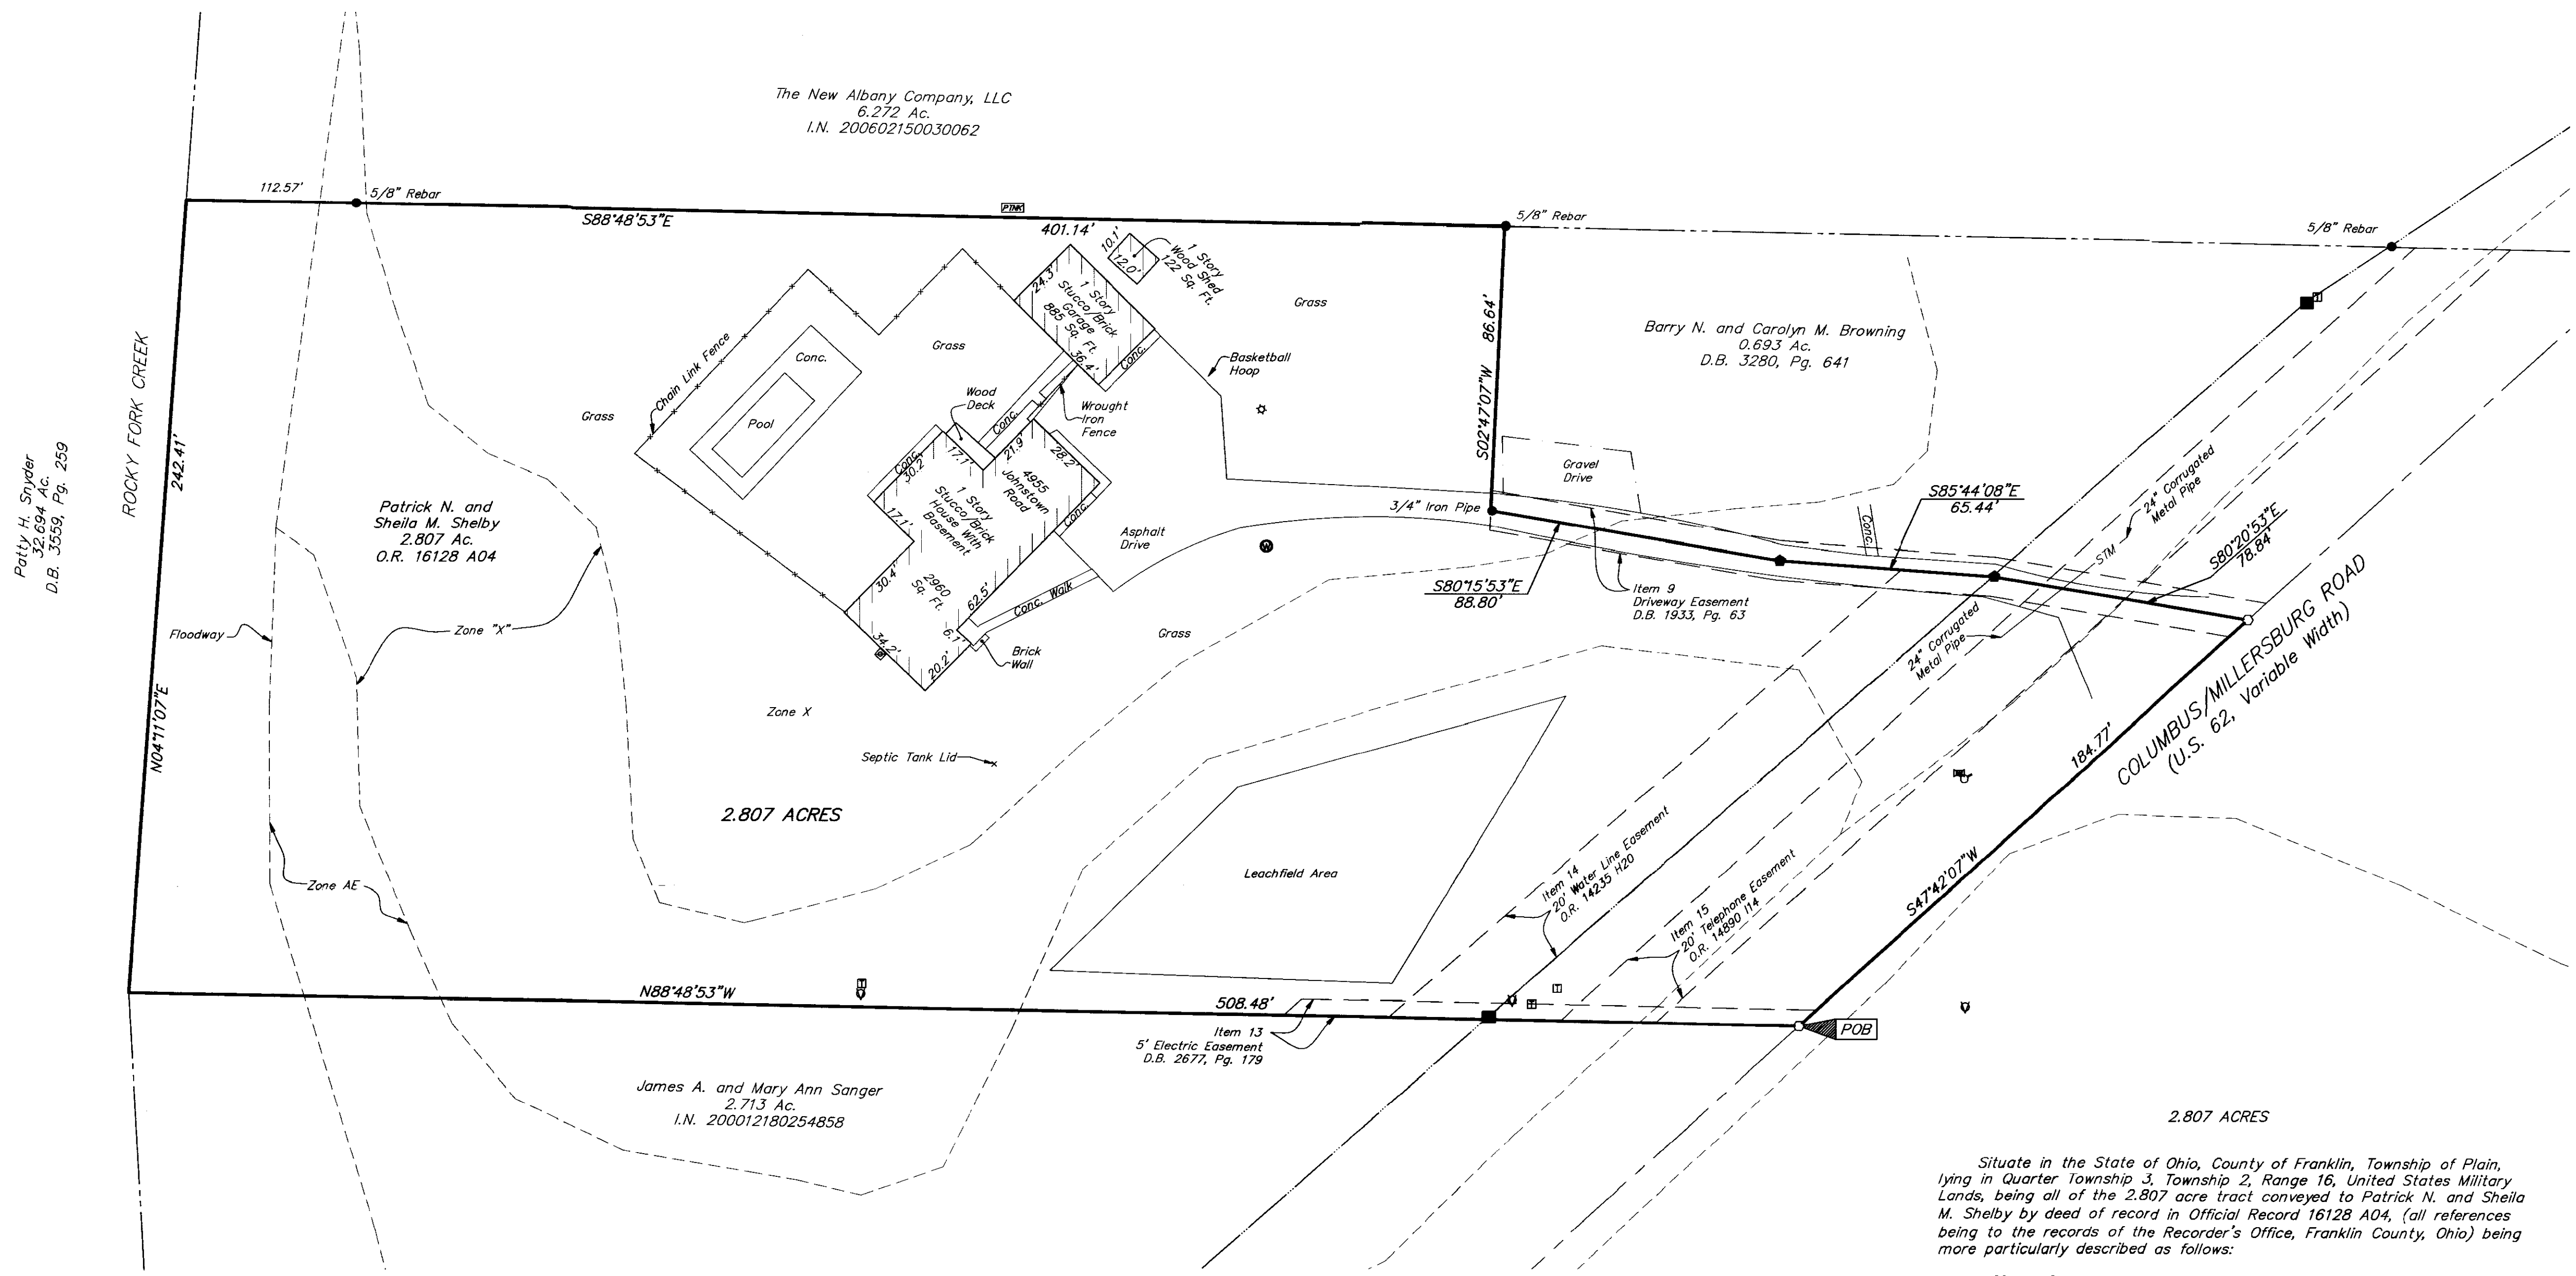 The New Albany Company, LLC
6.272 Ac.
I.N. 200602150030062
112.57'
5/8" Rebar
S88°48'53"E
PTNK
401.14'
5/8" Rebar
5/8" Rebar
10.1'
12.0'
1 Story
Wood Shed
122 Sq. Ft.
24.3'
1 Story
Stucco/Brick
Garage
885 Sq. Ft.
36.4'
Conc.
Grass
Basketball
Hoop
86.64'
S02°47'07"W
Barry N. and Carolyn M. Browning
0.693 Ac.
D.B. 3280, Pg. 641
Patty H. Snyder
32.694 Ac.
D.B. 3559, Pg. 259
ROCKY FORK CREEK
242.41'
N04°11'07"E
Chain Link Fence
Conc.
Pool
Grass
Grass
Wood
Deck
Conc.
Wrought
Iron
Fence
Conc.
30.2'
17.1'
21.9'
28.2'
4955
Johnstown
Road
1 Story
Stucco/Brick
House With
Basement
17.1'
Conc.
30.4'
2960
Sq. Ft.
62.5'
34.2'
20.2'
6.1'
Conc. Walk
Brick
Wall
Asphalt
Drive
W
Grass
Patrick N. and
Sheila M. Shelby
2.807 Ac.
O.R. 16128 A04
Floodway
Zone "X"
Zone X
Septic Tank Lid
2.807 ACRES
Zone AE
Gravel
Drive
3/4" Iron Pipe
S80°15'53"E
88.80'
Item 9
Driveway Easement
D.B. 1933, Pg. 63
Conc.
S85°44'08"E
65.44'
24" Corrugated
Metal Pipe
STM
S80°20'53"E
78.84'
24" Corrugated
Metal Pipe
COLUMBUS/MILLERSBURG ROAD
(U.S. 62, Variable Width)
184.77'
S47°42'07"W
Leachfield Area
Item 14
20' Water Line Easement
O.R. 14235 H20
Item 15
20' Telephone Easement
O.R. 14890 I14
N88°48'53"W
508.48'
Item 13
5' Electric Easement
D.B. 2677, Pg. 179
T
T
T
T
POB
James A. and Mary Ann Sanger
2.713 Ac.
I.N. 200012180254858
2.807 ACRES
Situate in the State of Ohio, County of Franklin, Township of Plain,
lying in Quarter Township 3, Township 2, Range 16, United States Military
Lands, being all of the 2.807 acre tract conveyed to Patrick N. and Sheila
M. Shelby by deed of record in Official Record 16128 A04, (all references
being to the records of the Recorder's Office, Franklin County, Ohio) being
more particularly described as follows: